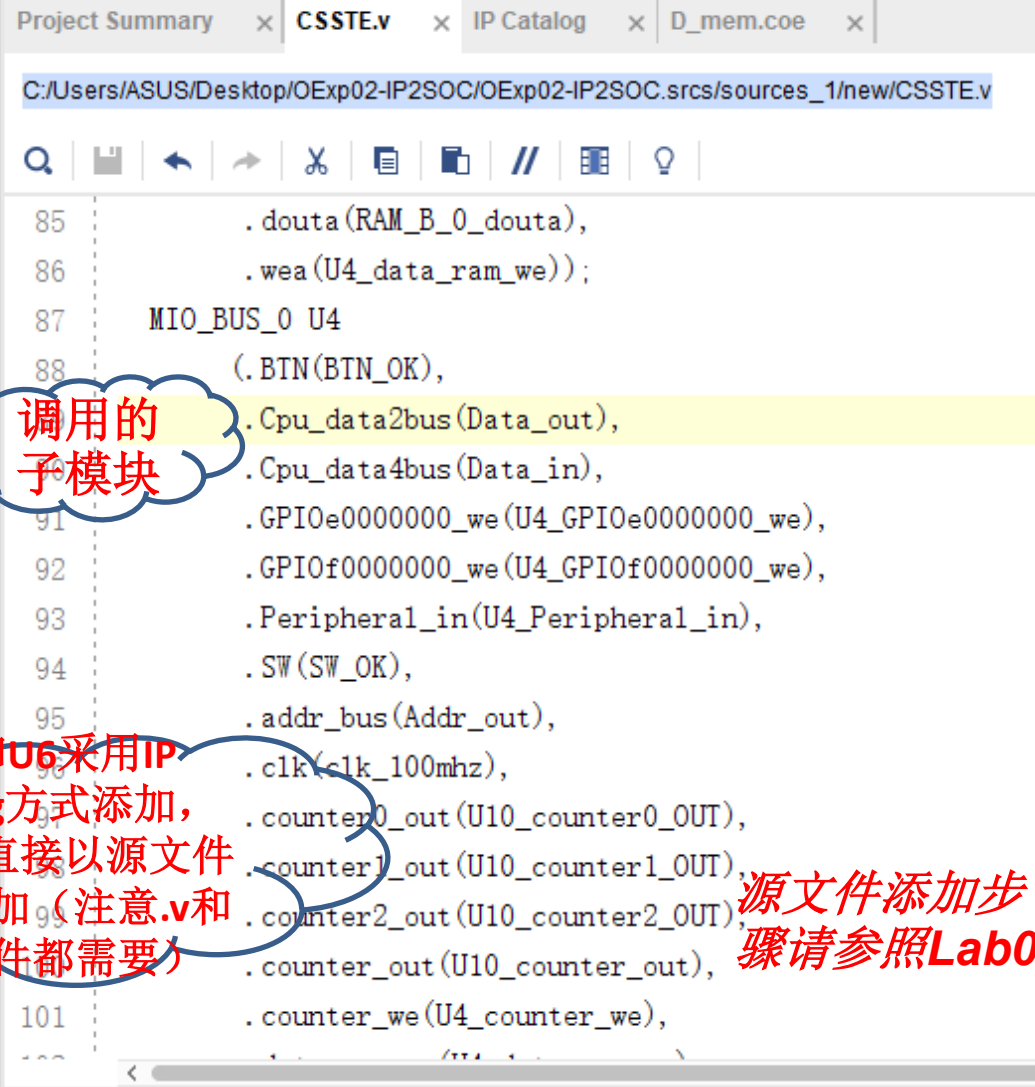 Project Summary × CSSTE.v × IP Catalog × D_mem.coe ×
C:/Users/ASUS/Desktop/OExp02-IP2SOC/OExp02-IP2SOC.srcs/sources_1/new/CSSTE.v
85 .douta(RAM_B_0_douta),
86 .wea(U4_data_ram_we));
87 MIO_BUS_0 U4
88 (.BTN(BTN_OK),
.Cpu_data2bus(Data_out),
调用的
子模块
90 .Cpu_data4bus(Data_in),
91 .GPIOe0000000_we(U4_GPIOe0000000_we),
92 .GPIOf0000000_we(U4_GPIOf0000000_we),
93 .Peripheral_in(U4_Peripheral_in),
94 .SW(SW_OK),
95 .addr_bus(Addr_out),
96 .clk(clk_100mhz),
97 .counter0_out(U10_counter0_OUT),
98 .counter1_out(U10_counter1_OUT),
99 .counter2_out(U10_counter2_OUT),
.counter_out(U10_counter_out),
101 .counter_we(U4_counter_we),
U6采用IP
方式添加，
直接以源文件
加（注意.v和
件都需要）
源文件添加步
骤请参照Lab0